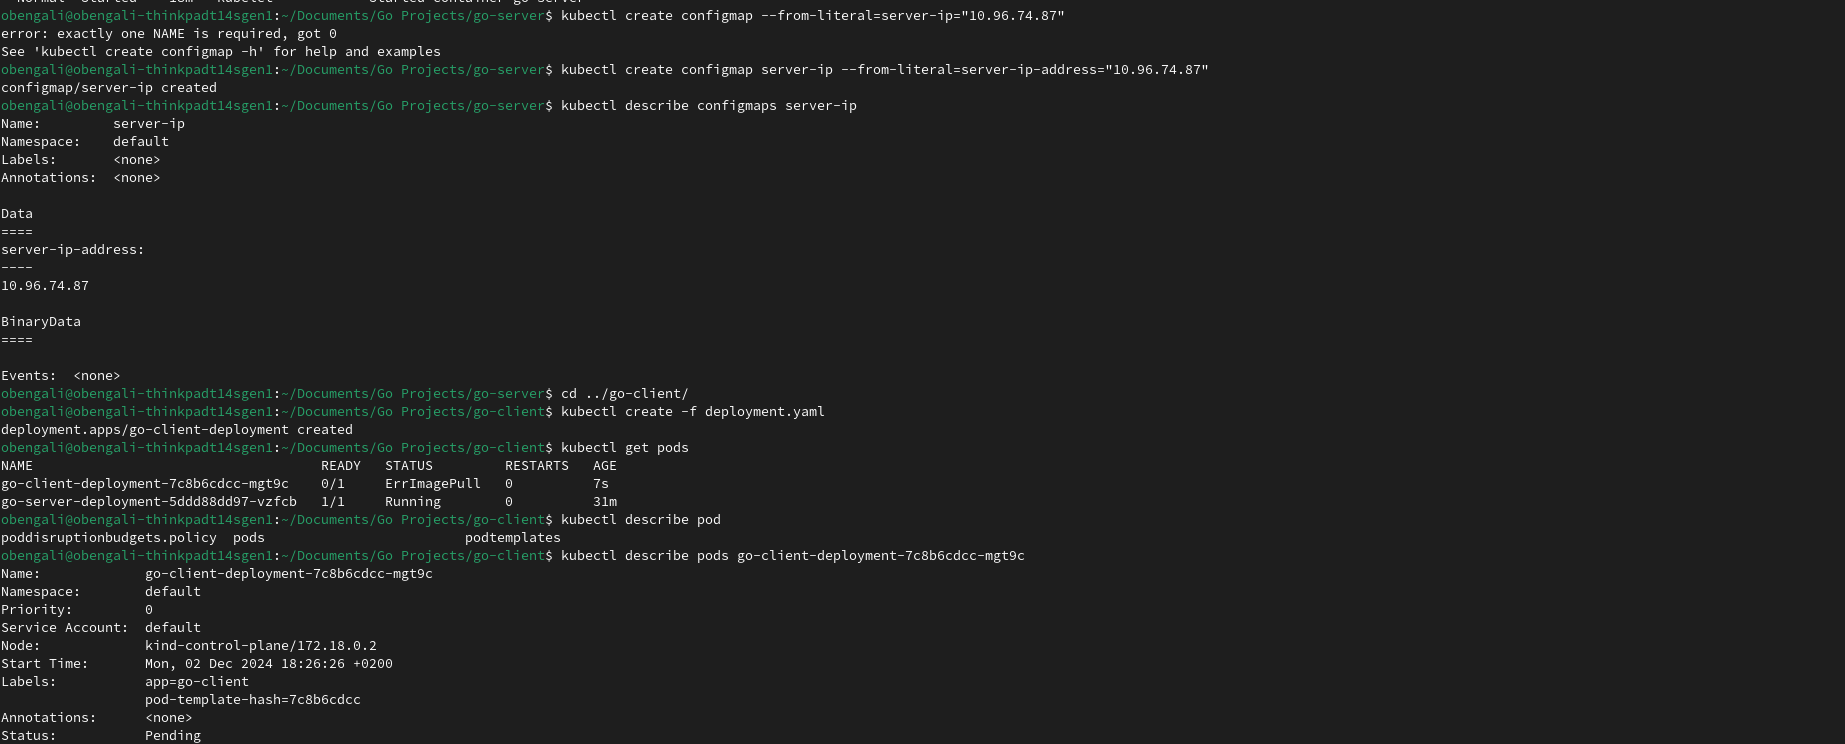 obengali@obengali-thinkpadt14sgen1:~/Documents/Go Projects/go-server$ kubectl create configmap --from-literal=server-ip="10.96.74.87"
error: exactly one NAME is required, got 0
See 'kubectl create configmap -h' for help and examples
obengali@obengali-thinkpadt14sgen1:~/Documents/Go Projects/go-server$ kubectl create configmap server-ip --from-literal=server-ip-address="10.96.74.87"
configmap/server-ip created
obengali@obengali-thinkpadt14sgen1:~/Documents/Go Projects/go-server$ kubectl describe configmaps server-ip
Name:         server-ip
Namespace:    default
Labels:       <none>
Annotations:  <none>

Data
====
server-ip-address:
----
10.96.74.87

BinaryData
====

Events:  <none>
obengali@obengali-thinkpadt14sgen1:~/Documents/Go Projects/go-server$ cd ../go-client/
obengali@obengali-thinkpadt14sgen1:~/Documents/Go Projects/go-client$ kubectl create -f deployment.yaml
deployment.apps/go-client-deployment created
obengali@obengali-thinkpadt14sgen1:~/Documents/Go Projects/go-client$ kubectl get pods
NAME                                    READY   STATUS         RESTARTS   AGE
go-client-deployment-7c8b6cdcc-mgt9c    0/1     ErrImagePull   0          7s
go-server-deployment-5ddd88dd97-vzfcb   1/1     Running        0          31m
obengali@obengali-thinkpadt14sgen1:~/Documents/Go Projects/go-client$ kubectl describe pod
poddisruptionbudgets.policy  pods                         podtemplates
obengali@obengali-thinkpadt14sgen1:~/Documents/Go Projects/go-client$ kubectl describe pods go-client-deployment-7c8b6cdcc-mgt9c
Name:             go-client-deployment-7c8b6cdcc-mgt9c
Namespace:        default
Priority:         0
Service Account:  default
Node:             kind-control-plane/172.18.0.2
Start Time:       Mon, 02 Dec 2024 18:26:26 +0200
Labels:           app=go-client
                  pod-template-hash=7c8b6cdcc
Annotations:      <none>
Status:           Pending